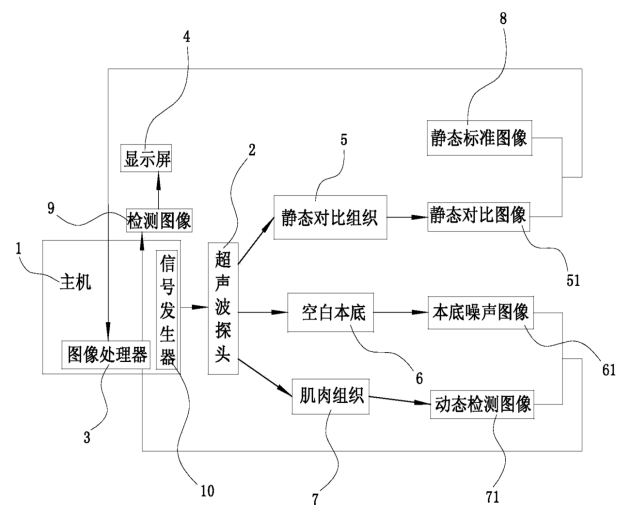 8
4
静态标准图像
2
5
显示屏
9
检测图像
静态对比组织
静态对比图像
1
主机
信号发生器
超声波探头
51
空白本底
本底噪声图像
图像处理器
6
61
肌肉组织
动态检测图像
3
10
7
71